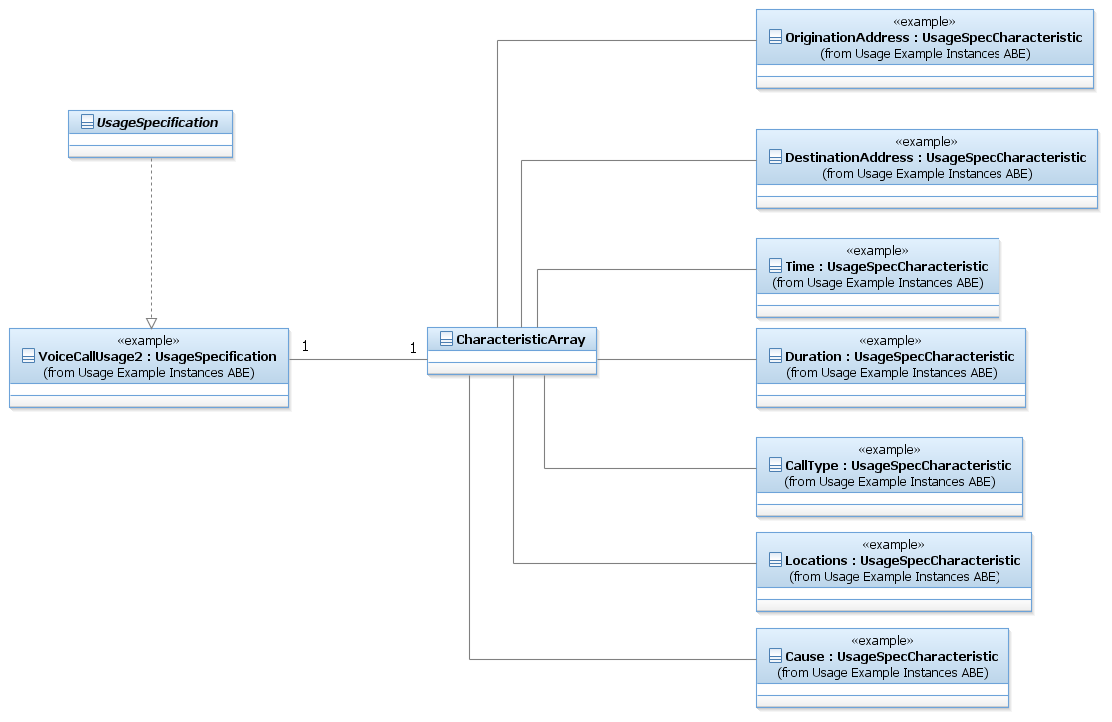 «example»
OriginationAddress : UsageSpecCharacteristic
(from Usage Example Instances ABE)
UsageSpecification
«example»
DestinationAddress : UsageSpecCharacteristic
(from Usage Example Instances ABE)
«example»
Time : UsageSpecCharacteristic
(from Usage Example Instances ABE)
«example»
VoiceCallUsage2 : UsageSpecification
(from Usage Example Instances ABE)
1
1
CharacteristicArray
«example»
Duration : UsageSpecCharacteristic
(from Usage Example Instances ABE)
«example»
CallType : UsageSpecCharacteristic
(from Usage Example Instances ABE)
«example»
Locations : UsageSpecCharacteristic
(from Usage Example Instances ABE)
«example»
Cause : UsageSpecCharacteristic
(from Usage Example Instances ABE)